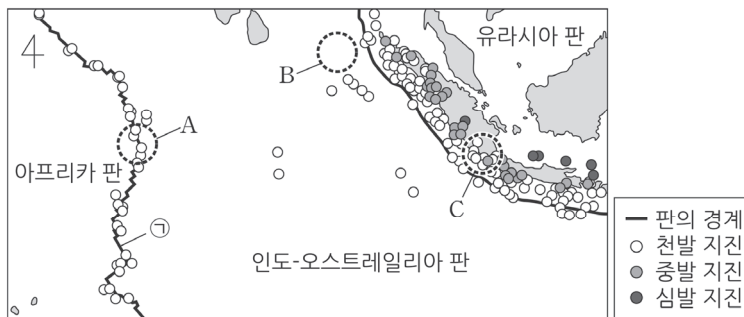 유라시아 판
B
A
아프리카 판
C
㉠
인도-오스트레일리아 판
판의 경계
천발 지진
중발 지진
심발 지진